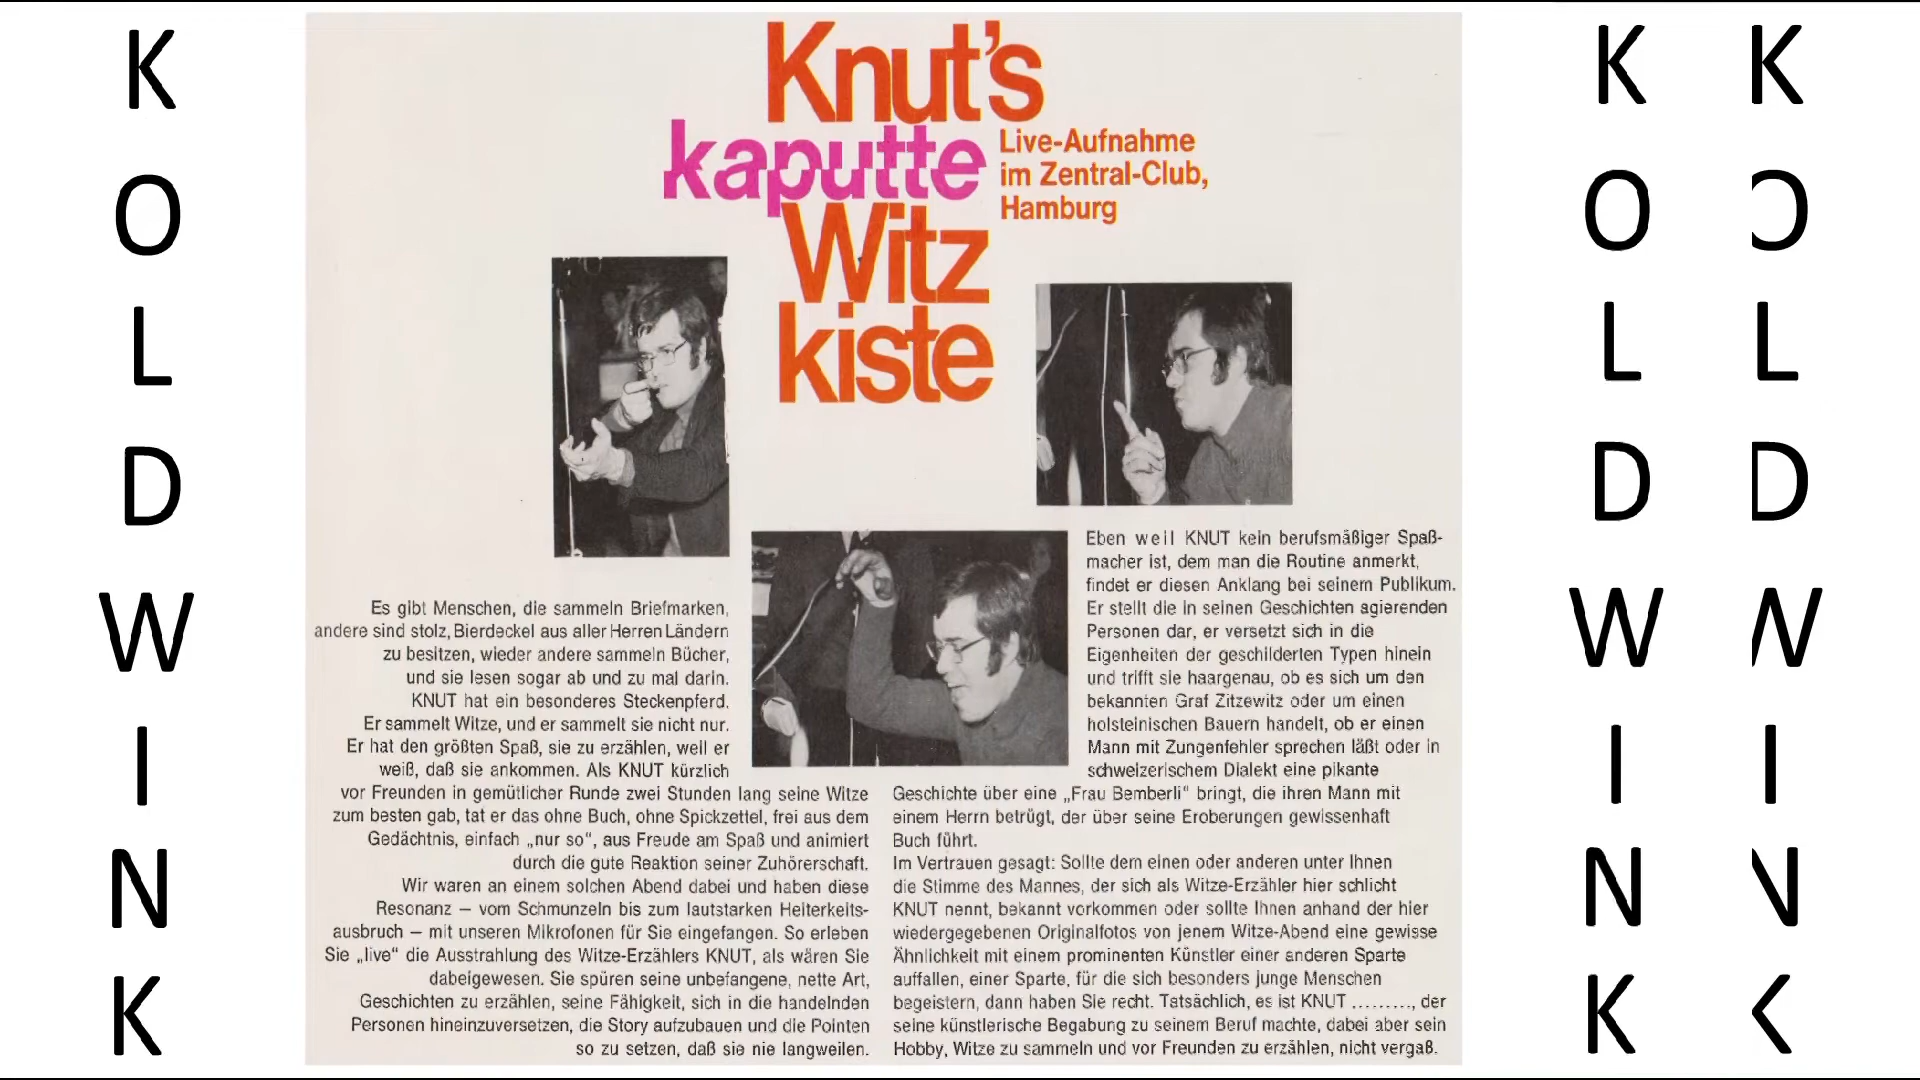 K
O
L
D
W
I
N
K
Knut's
kaputte
Witz
kiste
Live-Aufnahme
im Zentral-Club,
Hamburg
Es gibt Menschen, die sammeln Briefmarken,
andere sind stolz, Bierdeckel aus aller Herren Ländern
zu besitzen, wieder andere sammeln Bücher,
und sie lesen sogar ab und zu mal darin.
KNUT hat ein besonderes Steckenpferd.
Er sammelt Witze, und er sammelt sie nicht nur.
Er hat den größten Spaß, sie zu erzählen, weil er
weiß, daß sie ankommen. Als KNUT kürzlich
vor Freunden in gemütlicher Runde zwei Stunden lang seine Witze
zum besten gab, tat er das ohne Buch, ohne Spickzettel, frei aus dem
Gedächtnis, einfach „nur so“, aus Freude am Spaß und animiert
durch die gute Reaktion seiner Zuhörerschaft.
Wir waren an einem solchen Abend dabei und haben diese
Resonanz – vom Schmunzeln bis zum lautstarken Heiterkeits-
ausbruch – mit unseren Mikrofonen für Sie eingefangen. So erleben
Sie „live“ die Ausstrahlung des Witze-Erzählers KNUT, als wären Sie
dabeigewesen. Sie spüren seine unbefangene, nette Art,
Geschichten zu erzählen, seine Fähigkeit, sich in die handelnden
Personen hineinzuversetzen, die Story aufzubauen und die Pointen
so zu setzen, daß sie nie langweilen.
Eben weil KNUT kein berufsmäßiger Spaß-
macher ist, dem man die Routine anmerkt,
findet er diesen Anklang bei seinem Publikum.
Er stellt die in seinen Geschichten agierenden
Personen dar, er versetzt sich in die
Eigenheiten der geschilderten Typen hinein
und trifft sie haargenau, ob es sich um den
bekannten Graf Zitzewitz oder um einen
holsteinischen Bauern handelt, ob er einen
Mann mit Zungenfehler sprechen läßt oder in
schweizerischem Dialekt eine pikante
Geschichte über eine „Frau Bemberli“ bringt, die ihren Mann mit
einem Herrn betrügt, der über seine Eroberungen gewissenhaft
Buch führt.
Im Vertrauen gesagt: Sollte dem einen oder anderen unter Ihnen
die Stimme des Mannes, der sich als Witze-Erzähler hier schlicht
KNUT nennt, bekannt vorkommen oder sollte Ihnen anhand der hier
wiedergegebenen Originalfotos von jenem Witze-Abend eine gewisse
Ähnlichkeit mit einem prominenten Künstler einer anderen Sparte
auffallen, einer Sparte, für die sich besonders junge Menschen
begeistern, dann haben Sie recht. Tatsächlich, es ist KNUT ........., der
seine künstlerische Begabung zu seinem Beruf machte, dabei aber sein
Hobby, Witze zu sammeln und vor Freunden zu erzählen, nicht vergaß.
K
O
L
D
W
I
N
K
K
O
L
D
W
I
N
K